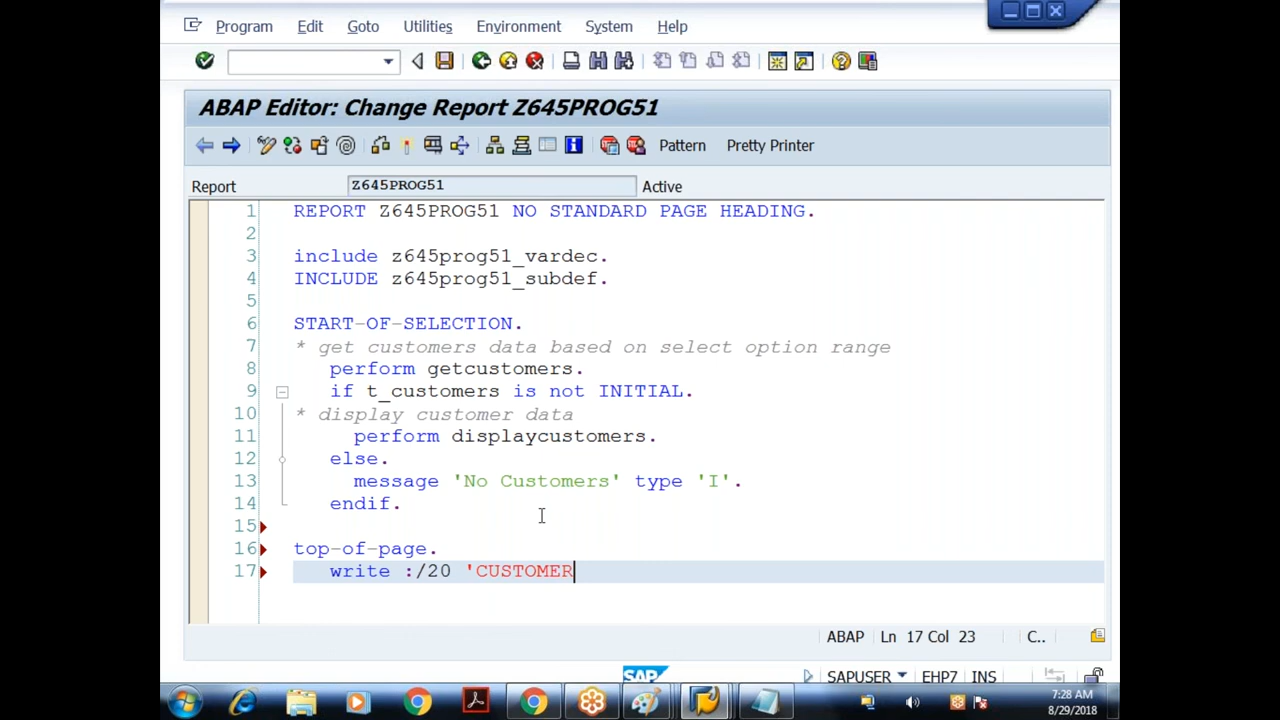 Program Edit Goto Utilities Environment System Help
ABAP Editor: Change Report Z645PROG51
Pattern Pretty Printer
Report Z645PROG51 Active
1 REPORT Z645PROG51 NO STANDARD PAGE HEADING.
2
3 include z645prog51_vardec.
4 INCLUDE z645prog51_subdef.
5
6 START-OF-SELECTION.
7 * get customers data based on select option range
8 perform getcustomers.
9 if t_customers is not INITIAL.
10 * display customer data
11 perform displaycustomers.
12 else.
13 message 'No Customers' type 'I'.
14 endif.
15
16 top-of-page.
17 write :/20 'CUSTOMER
ABAP Ln 17 Col 23 C..
SAP SAPUSER EHP7 INS
7:28 AM
8/29/2018